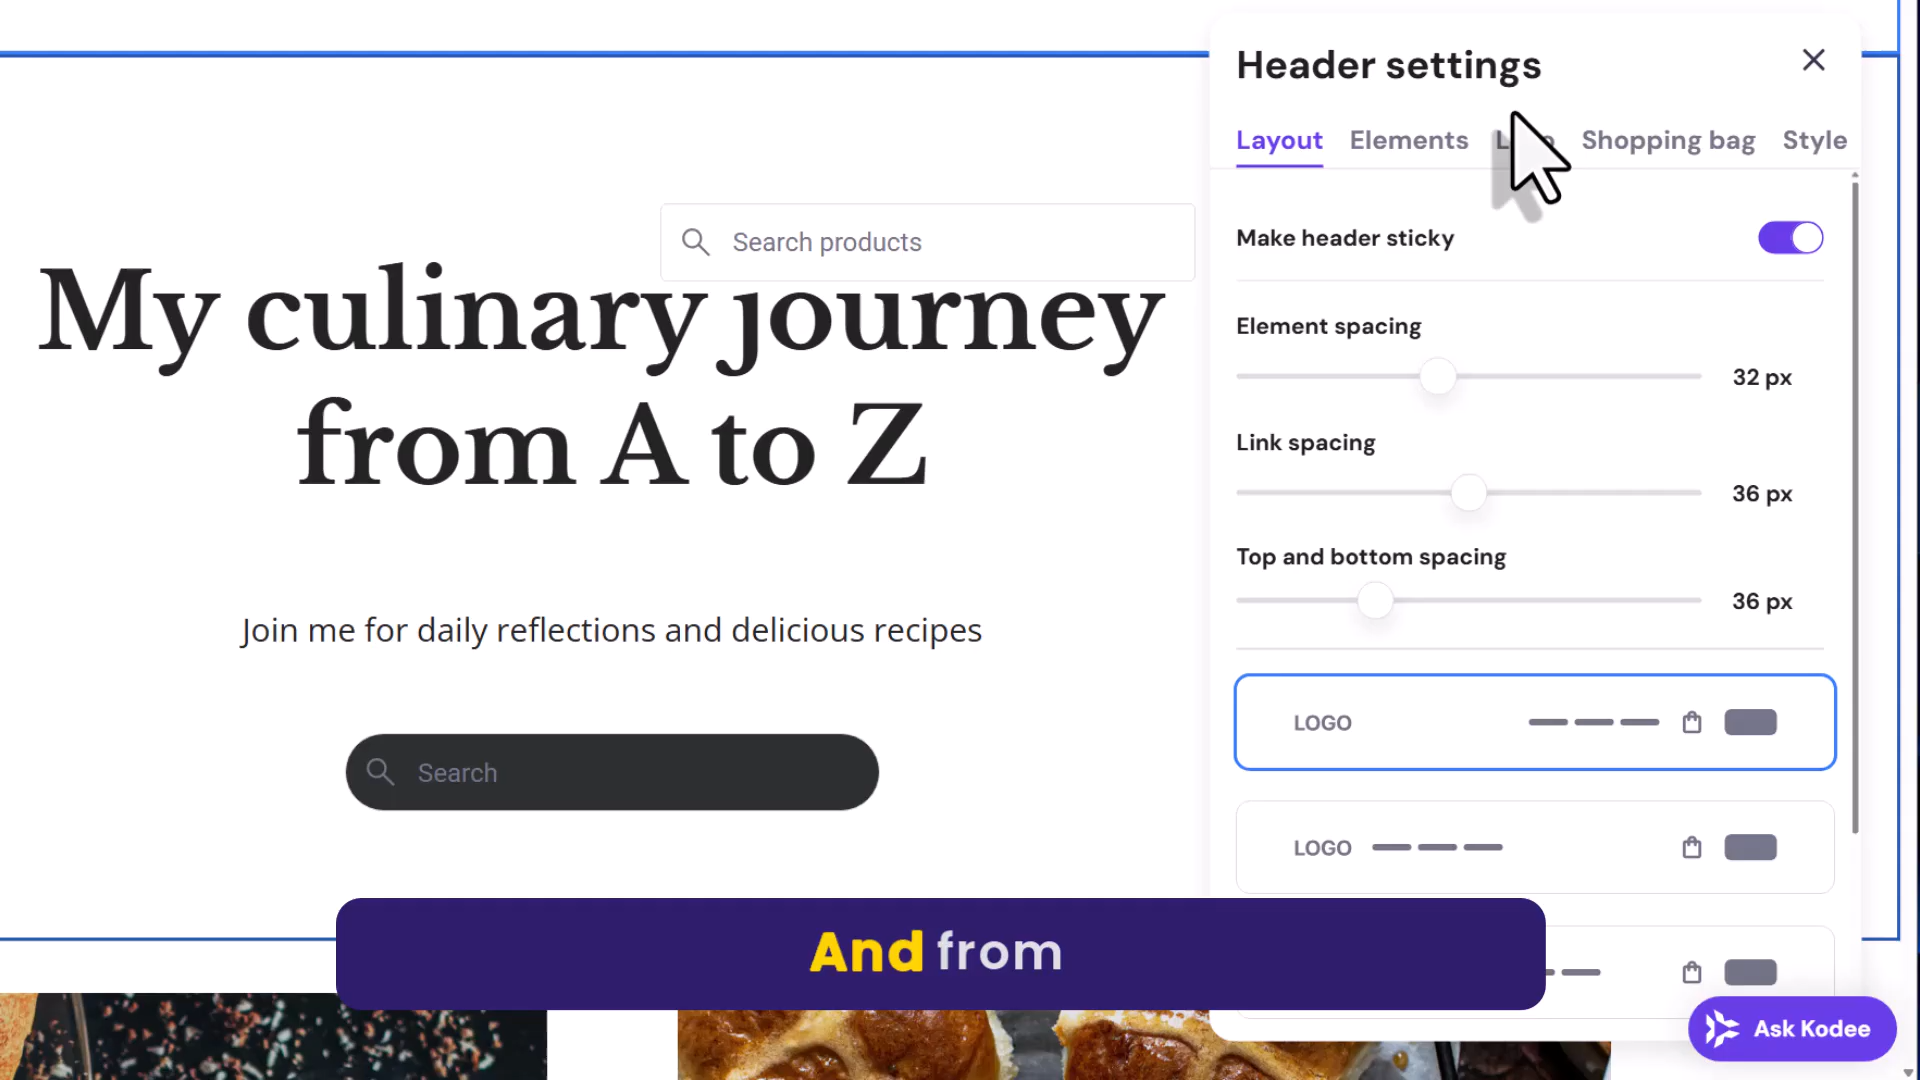 Header settings
Layout Elements Shopping bag Style
Make header sticky
Search products
My culinary journey
from A to Z
Element spacing
32 px
Link spacing
36 px
Top and bottom spacing
36 px
Join me for daily reflections and delicious recipes
LOGO
Search
LOGO
And from
Ask Kodee